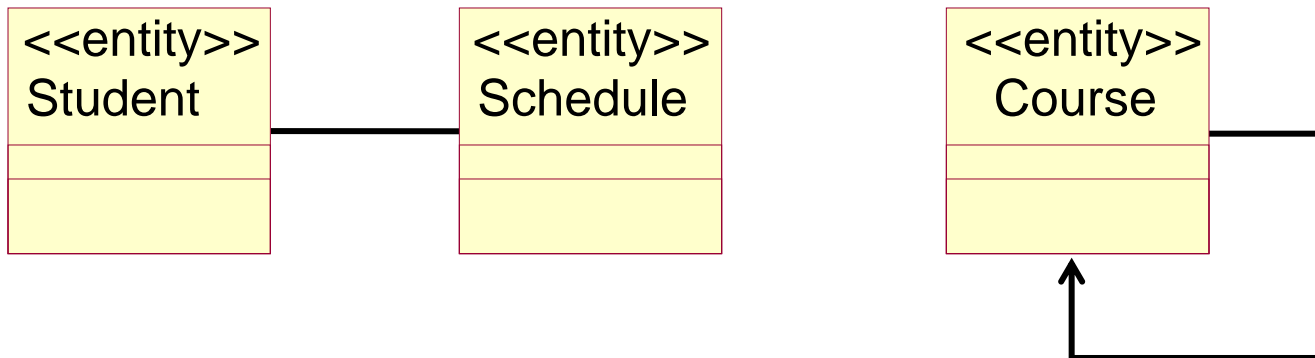 <<entity>>
Student
<<entity>>
Schedule
<<entity>>
Course